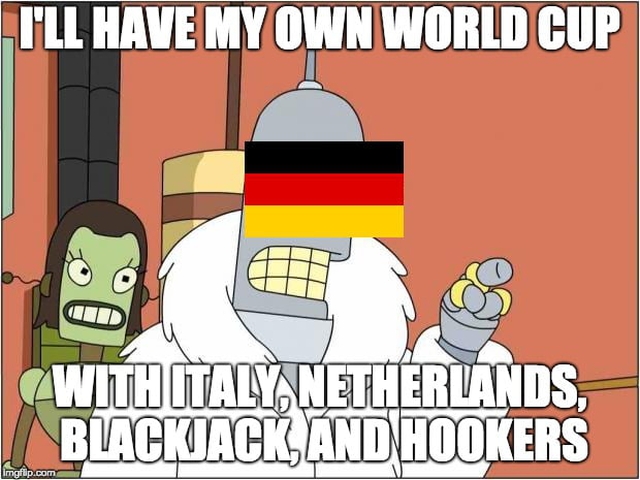 I'LL HAVE MY OWN WORLD CUP
WITH ITALY, NETHERLANDS,
BLACKJACK, AND HOOKERS
imgflip.com